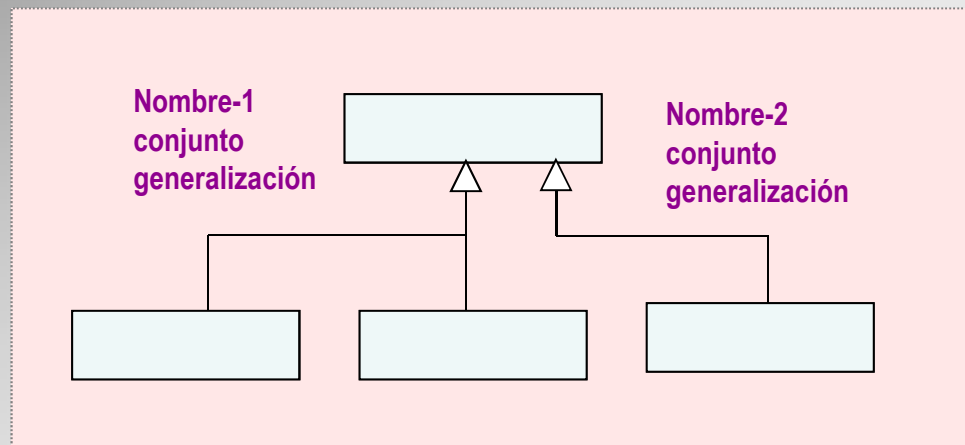 Nombre-1
conjunto
generalización
Nombre-2
conjunto
generalización